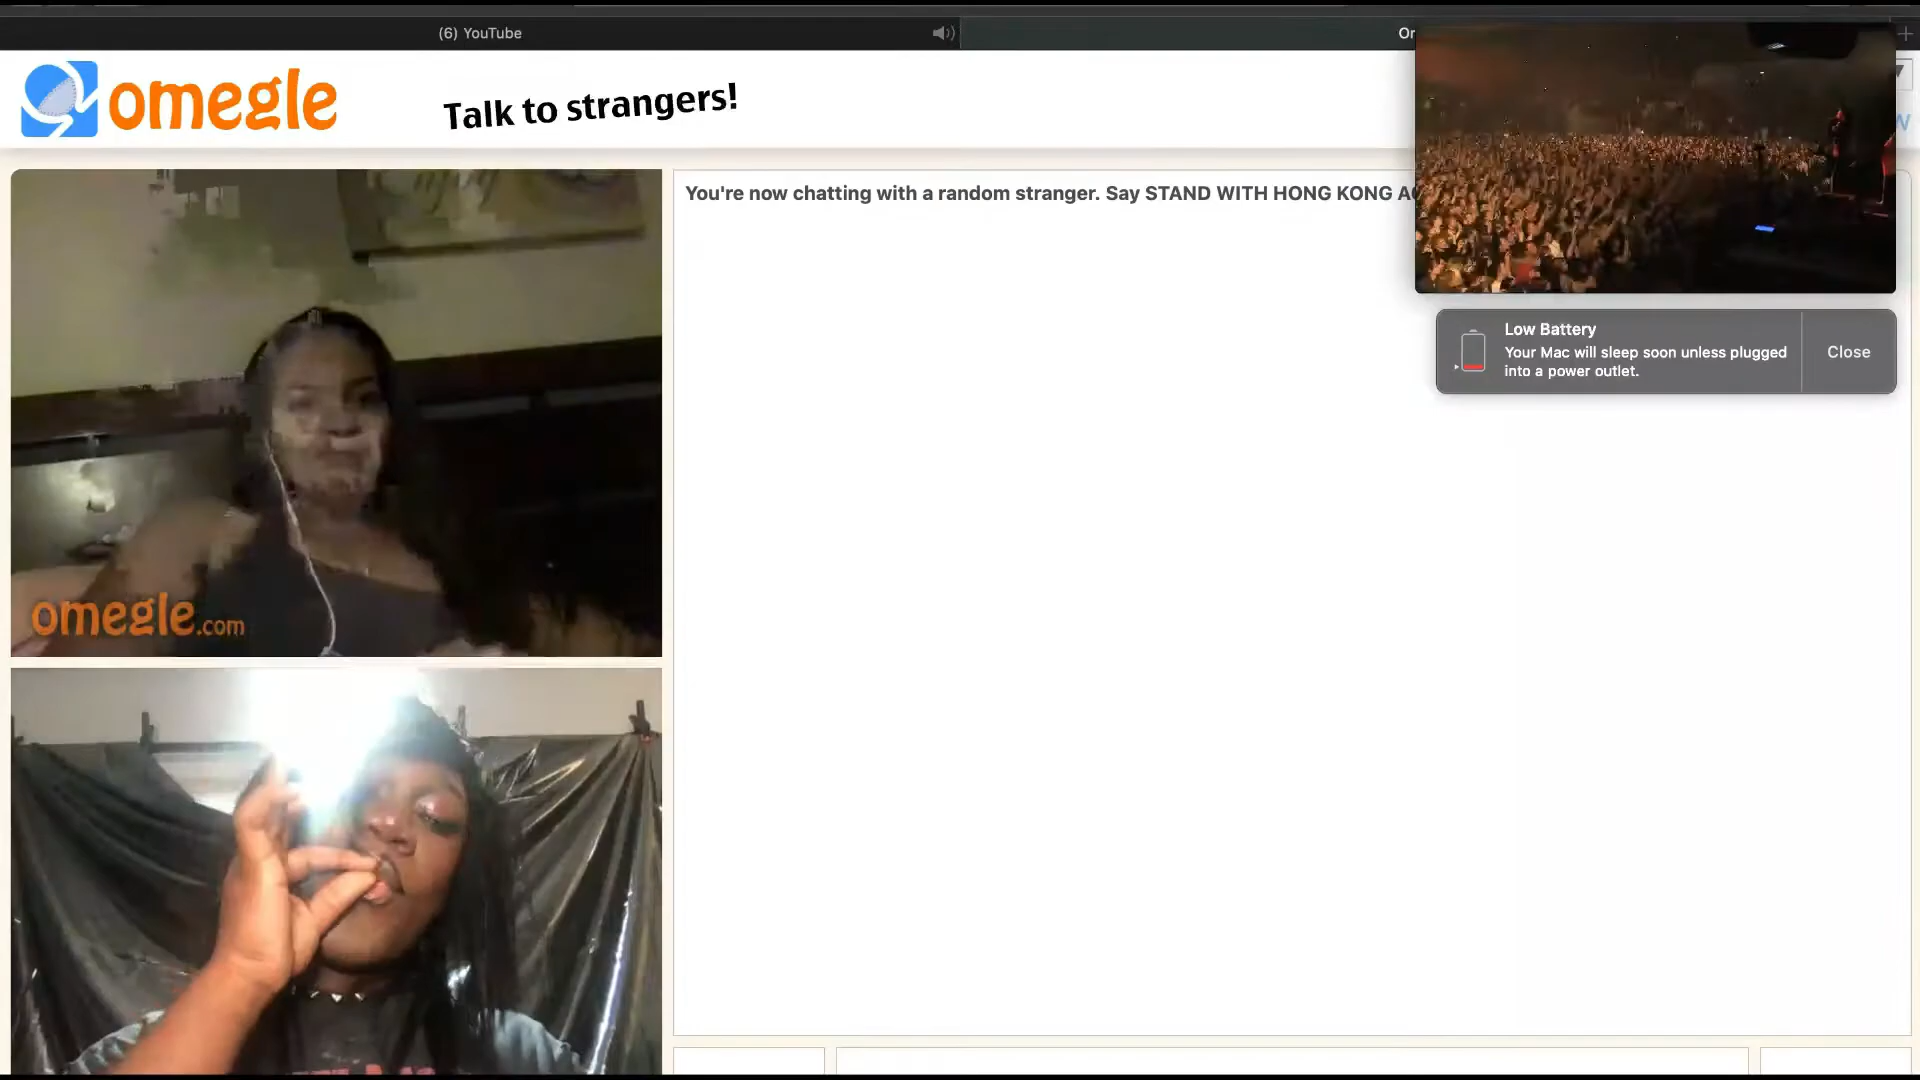 (6) YouTube
omegle
Talk to strangers!
You're now chatting with a random stranger. Say STAND WITH HONG KONG
Low Battery
Your Mac will sleep soon unless plugged
into a power outlet.
Close
omegle.com